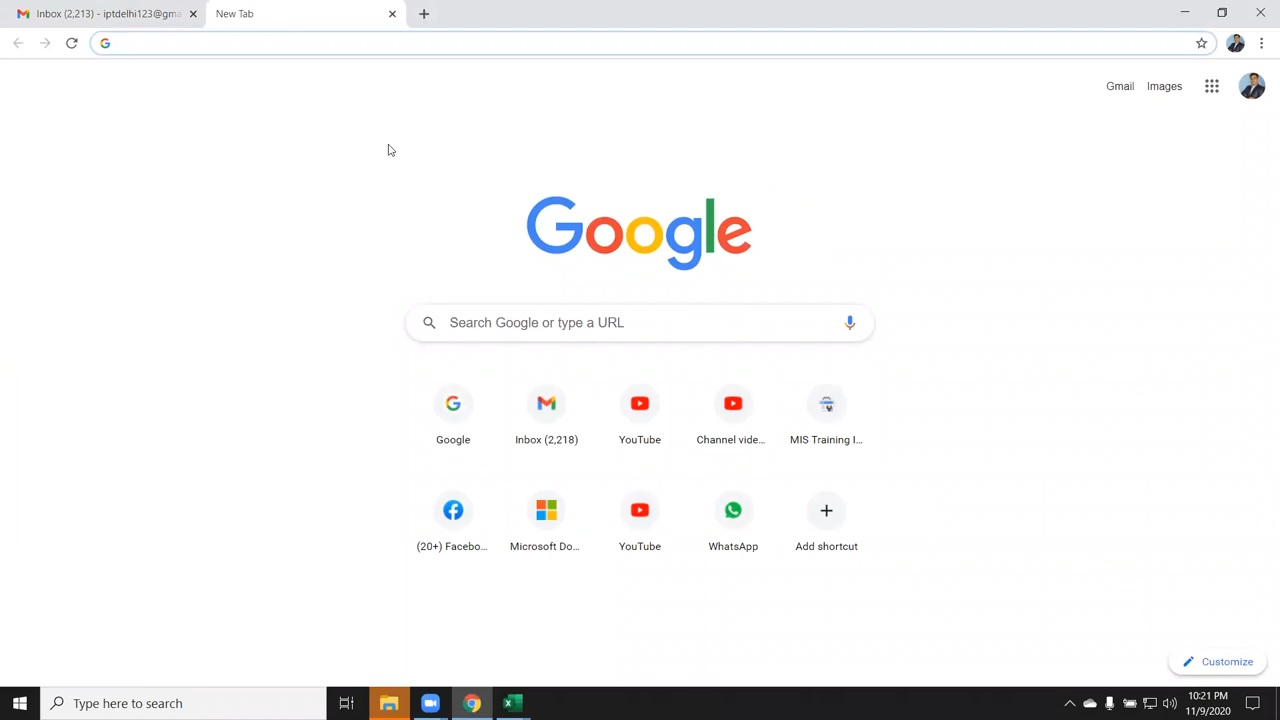 Inbox (2,213) - iptdelhi123@gma
New Tab
Gmail
Images
Google
Search Google or type a URL
Google
Inbox (2,218)
YouTube
Channel vide...
MIS Training I...
(20+) Facebo...
Microsoft Do...
YouTube
WhatsApp
Add shortcut
Customize
Type here to search
10:21 PM
11/9/2020